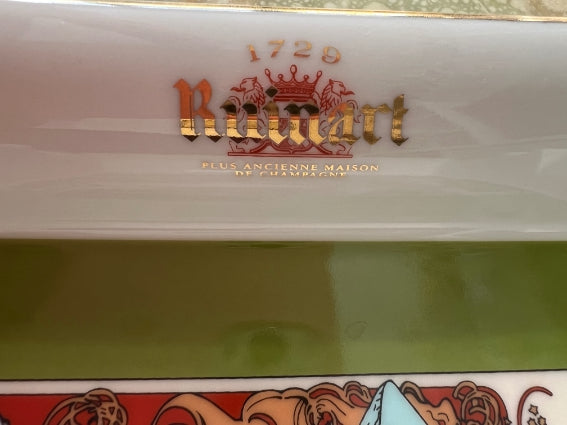 1729
Ruinart
PLUS ANCIENNE MAISON
DE CHAMPAGNE